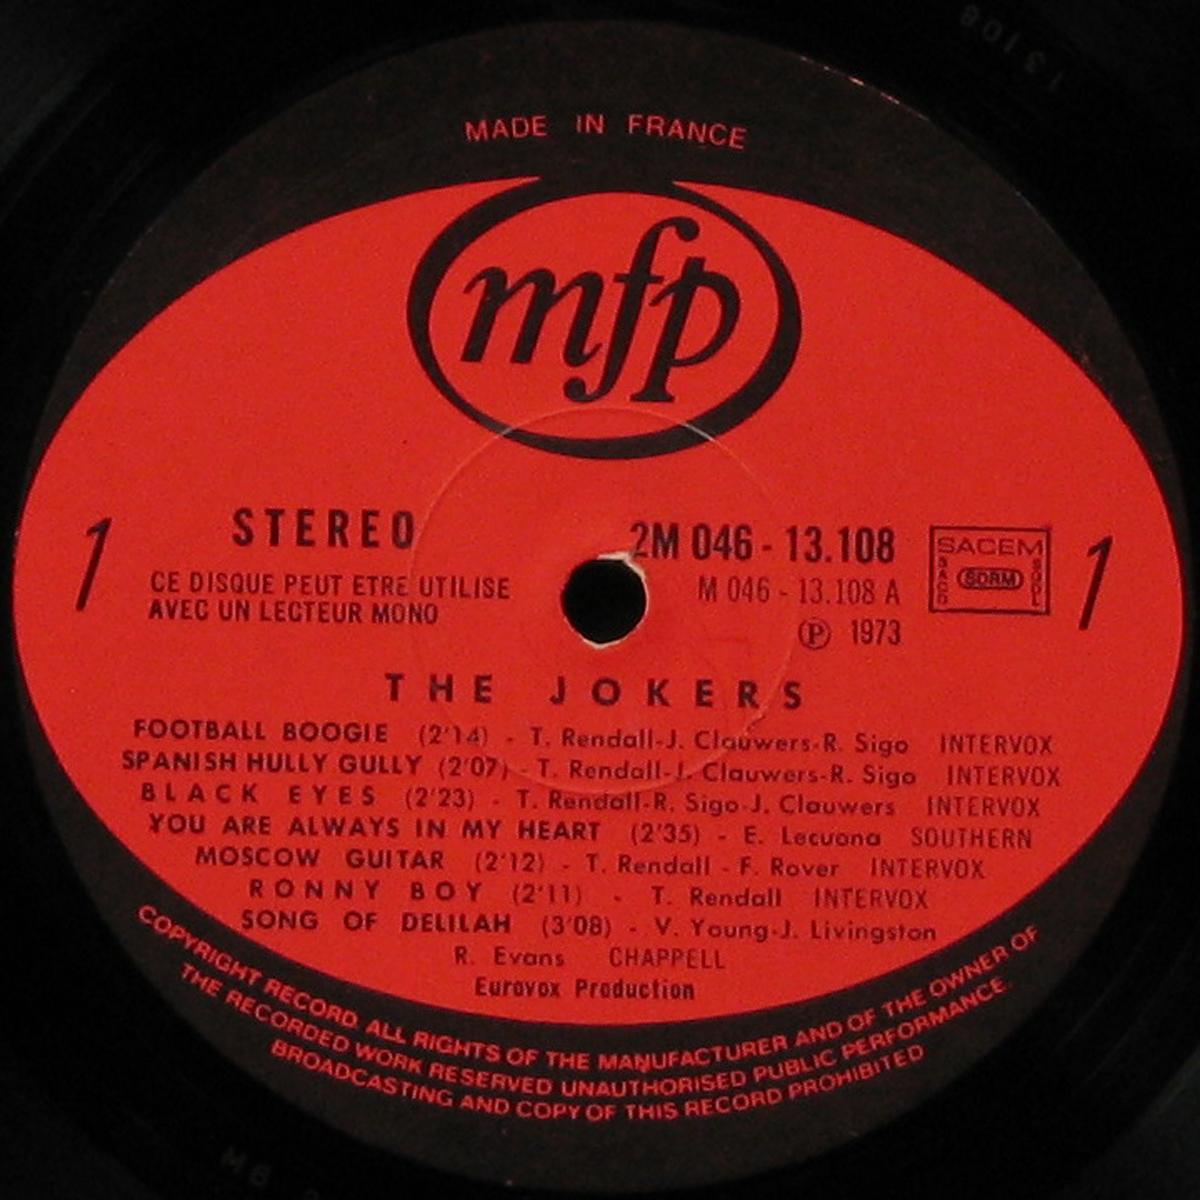 MADE IN FRANCE
mfp
1
STEREO
2M 046 - 13.108
SACEM
SACD
SDRM
SGDL
1
CE DISQUE PEUT ETRE UTILISE
AVEC UN LECTEUR MONO
M 046 - 13.108 A
Ⓟ 1973
THE JOKERS
FOOTBALL BOOGIE (2'14) - T. Rendall-J. Clauwers-R. Sigo INTERVOX
SPANISH HULLY GULLY (2'07) - T. Rendall-J. Clauwers-R. Sigo INTERVOX
BLACK EYES (2'23) - T. Rendall-R. Sigo-J. Clauwers INTERVOX
YOU ARE ALWAYS IN MY HEART (2'35) - E. Lecuona SOUTHERN
MOSCOW GUITAR (2'12) - T. Rendall - F. Rover INTERVOX
RONNY BOY (2'11) - T. Rendall INTERVOX
SONG OF DELILAH (3'08) - V. Young-J. Livingston
R. Evans CHAPPELL
Eurovox Production
COPYRIGHT RECORD. ALL RIGHTS OF THE MANUFACTURER AND OF THE OWNER OF
THE RECORDED WORK RESERVED UNAUTHORISED PUBLIC PERFORMANCE.
BROADCASTING AND COPY OF THIS RECORD PROHIBITED
13108